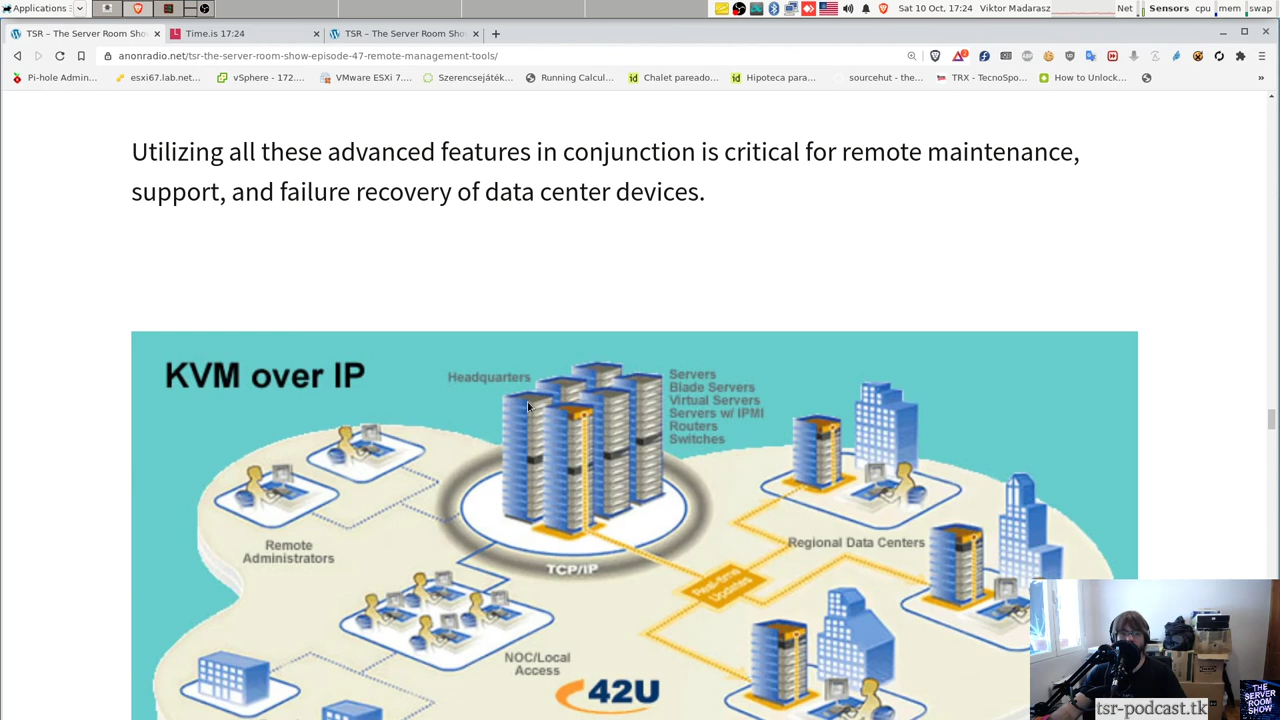 Applications
Sat 10 Oct, 17:24 Viktor Madarasz Net Sensors cpu mem swap
TSR – The Server Room Sho Time.is 17:24 TSR – The Server Room Sho
anonradio.net/tsr-the-server-room-show-episode-47-remote-management-tools/
Pi-hole Admin... esxi67.lab.net... vSphere - 172.... VMware ESXi 7.... Szerencsejáték... Running Calcul... Chalet pareado... Hipoteca para... sourcehut - the... TRX - TecnoSpo... How to Unlock... »
Utilizing all these advanced features in conjunction is critical for remote maintenance,
support, and failure recovery of data center devices.
KVM over IP
Headquarters
Servers
Blade Servers
Virtual Servers
Servers w/ IPMI
Routers
Switches
Remote
Administrators
TCP/IP
Regional Data Centers
Real-time
Updates
NOC/Local
Access
42U
tsr-podcast.tk
THE
SERVER
ROOM
SHOW